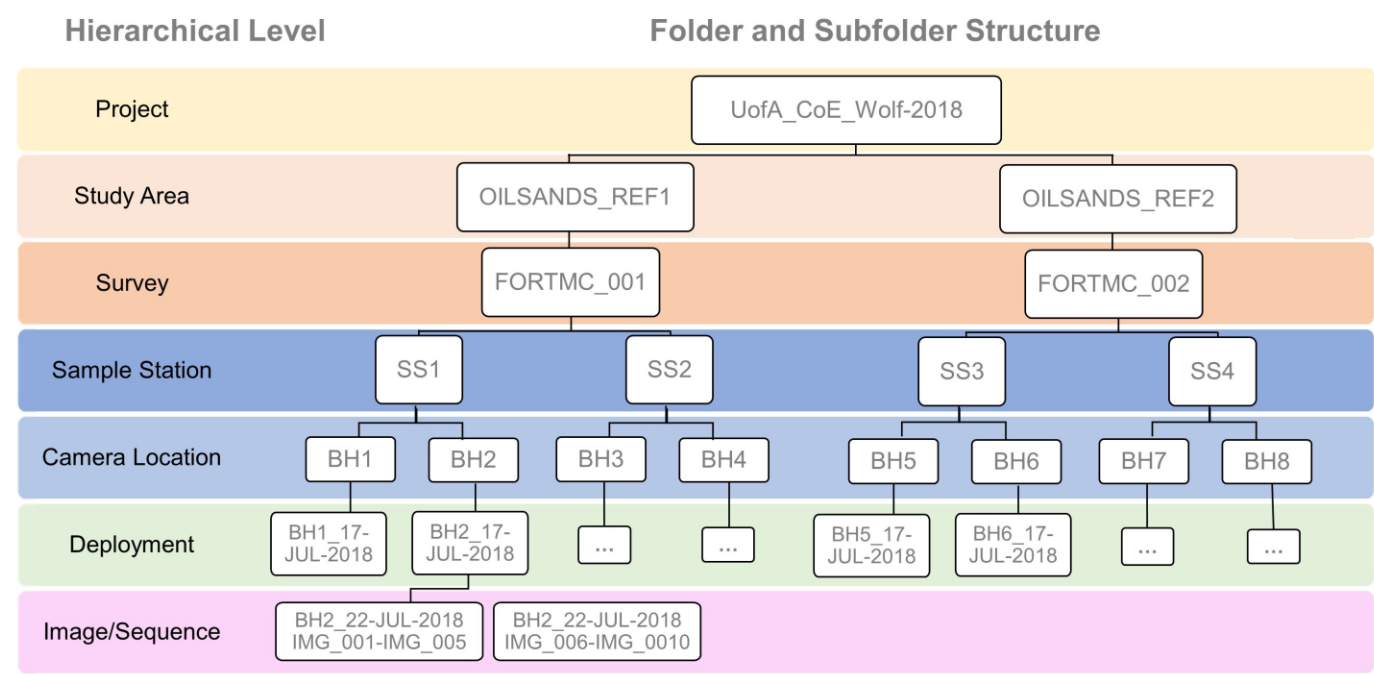 Hierarchical Level
Folder and Subfolder Structure
Project
UofA_CoE_Wolf-2018
Study Area
OILSANDS_REF1
OILSANDS_REF2
Survey
FORTMC_001
FORTMC_002
Sample Station
SS1
SS2
SS3
SS4
Camera Location
BH1
BH2
BH3
BH4
BH5
BH6
BH7
BH8
Deployment
BH1_17-
JUL-2018
BH2_17-
JUL-2018
...
...
BH5_17-
JUL-2018
BH6_17-
JUL-2018
...
...
Image/Sequence
BH2_22-JUL-2018
IMG_001-IMG_005
BH2_22-JUL-2018
IMG_006-IMG_0010